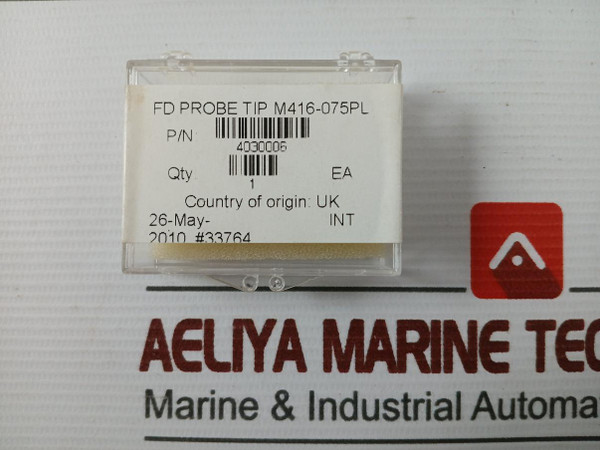 FD PROBE TIP M416-075PL
P/N
4030006
Qty EA
1
Country of origin: UK
26-May- INT
2010 #33764
AELIYA MARINE TEC
Marine & Industrial Automa